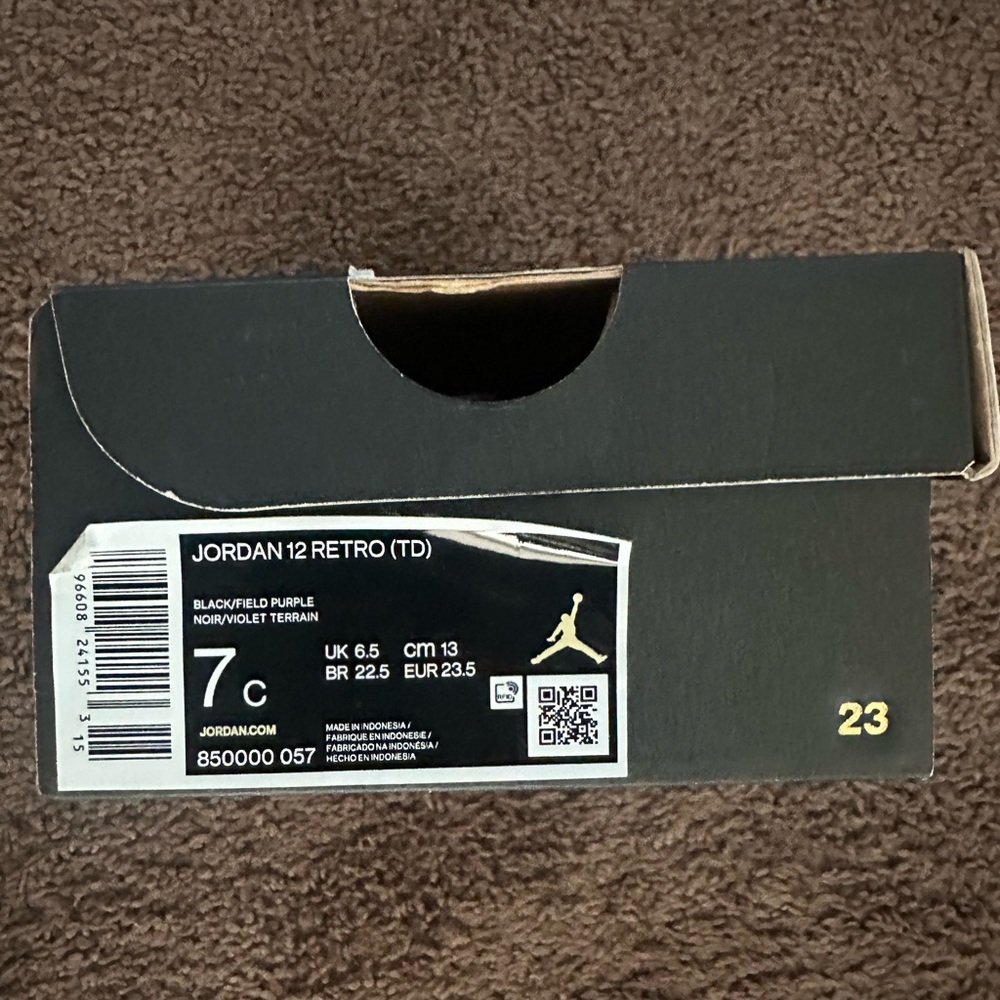 JORDAN 12 RETRO (TD)
BLACK/FIELD PURPLE
NOIR/VIOLET TERRAIN
7 C
UK 6.5 cm 13
BR 22.5 EUR 23.5
RFID
JORDAN.COM
850000 057
MADE IN INDONESIA /
FABRIQUE EN INDONESIE /
FABRICADO NA INDONÉSIA /
HECHO EN INDONESIA
96608 24155 3 15
23